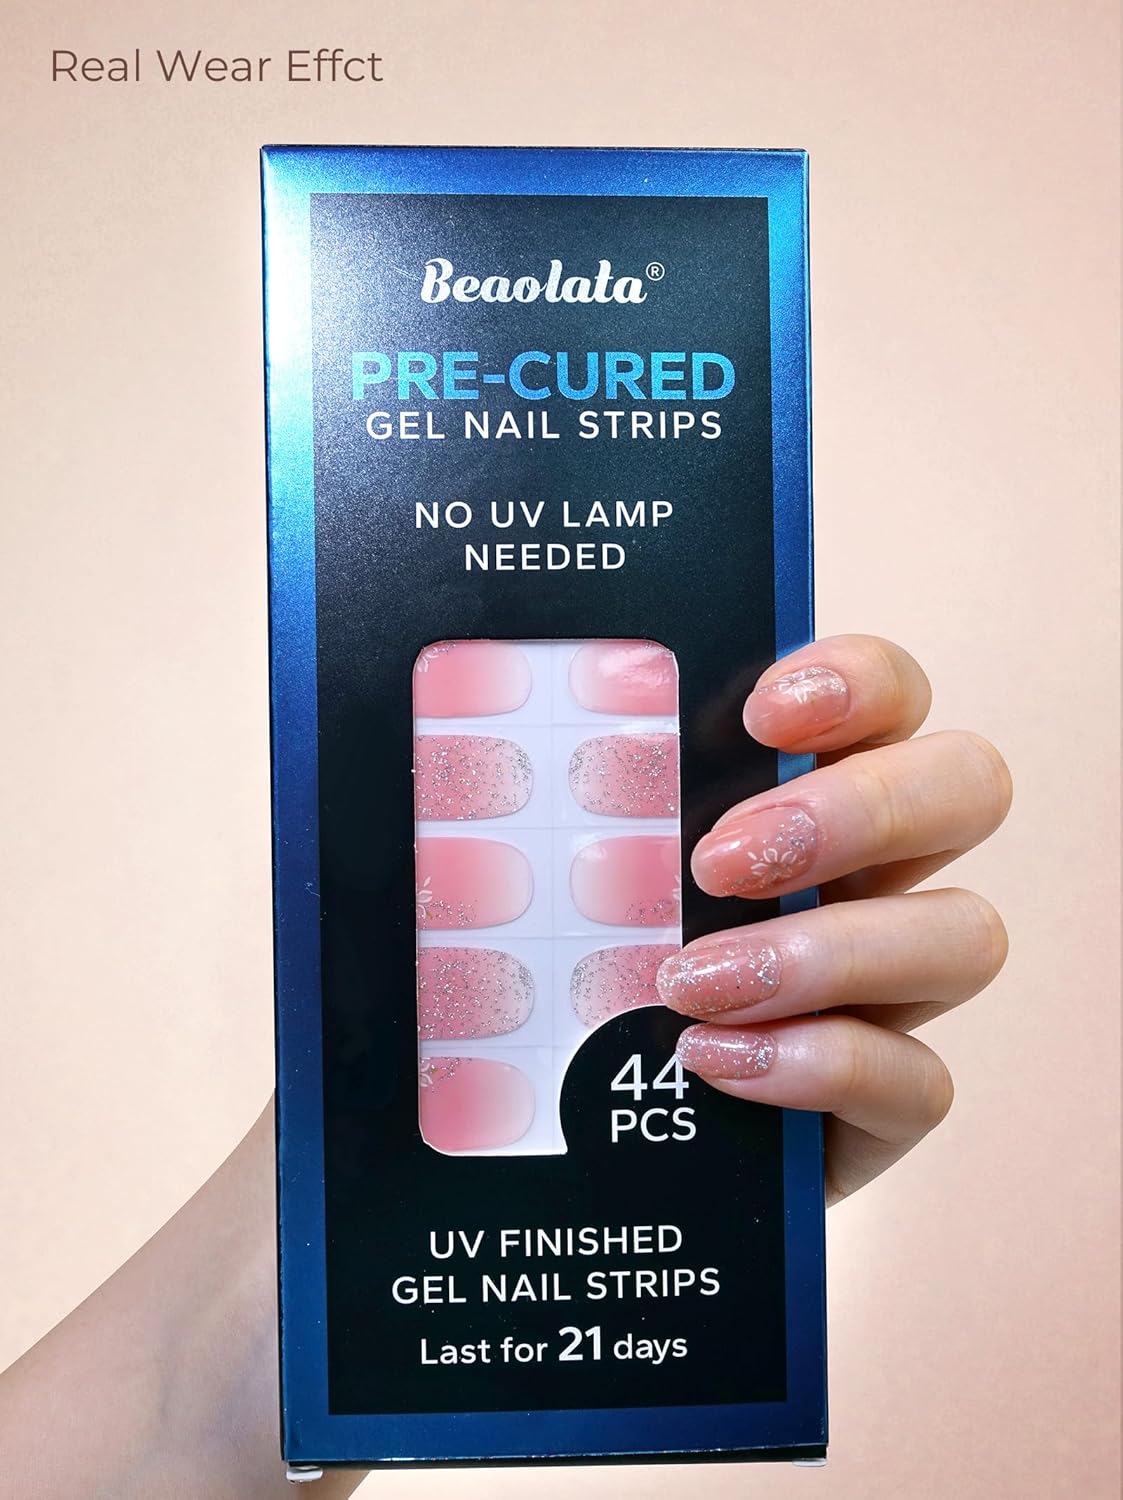 Real Wear Effct
Beaolata®
PRE-CURED
GEL NAIL STRIPS
NO UV LAMP
NEEDED
44
PCS
UV FINISHED
GEL NAIL STRIPS
Last for 21 days